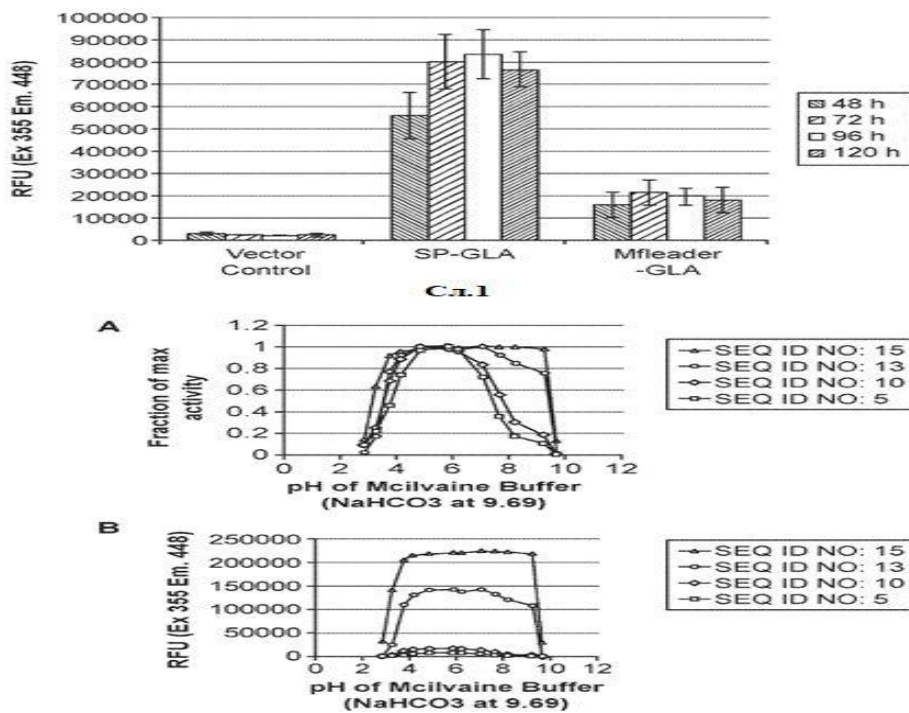 RFU (Ex 355 Em. 448)
100000
90000
80000
70000
60000
50000
40000
30000
20000
10000
0
Vector
Control
SP-GLA
Mfleader
-GLA
48 h
72 h
96 h
120 h
Сл.1
A
Fraction of max
activity
1.2
1
0.8
0.6
0.4
0.2
0
0 2 4 6 8 10 12
pH of Mcilvaine Buffer
(NaHCO3 at 9.69)
SEQ ID NO: 15
SEQ ID NO: 13
SEQ ID NO: 10
SEQ ID NO: 5
B
RFU (Ex 355 Em. 448)
250000
200000
150000
100000
50000
0
0 2 4 6 8 10 12
pH of Mcilvaine Buffer
(NaHCO3 at 9.69)
SEQ ID NO: 15
SEQ ID NO: 13
SEQ ID NO: 10
SEQ ID NO: 5